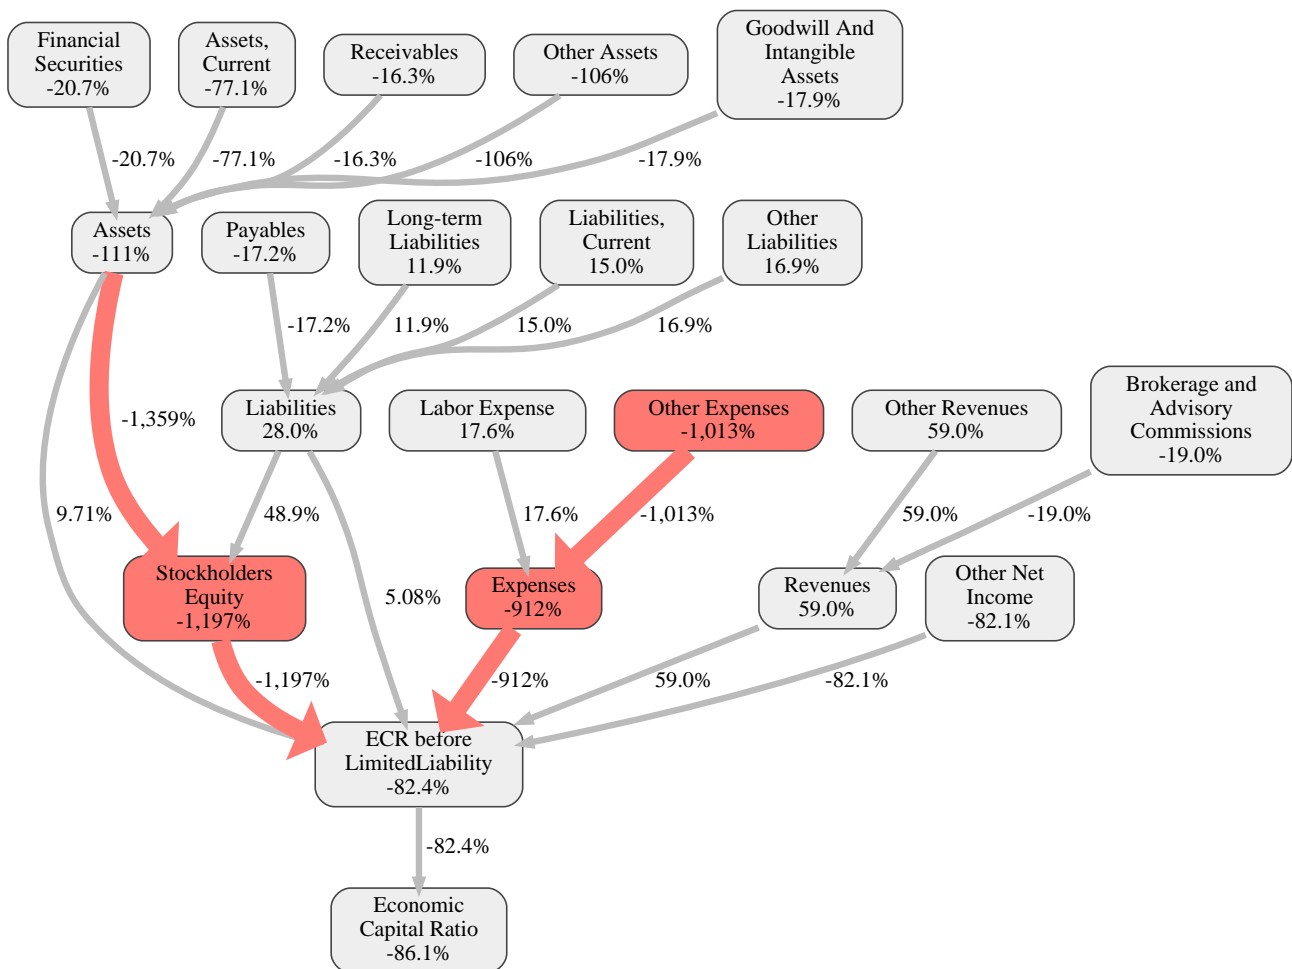 Financial
Securities
-20.7%
Assets,
Current
-77.1%
Receivables
-16.3%
Other Assets
-106%
Goodwill And
Intangible
Assets
-17.9%
-20.7%
-77.1%
-16.3%
-106%
-17.9%
Assets
-111%
Payables
-17.2%
Long-term
Liabilities
11.9%
Liabilities,
Current
15.0%
Other
Liabilities
16.9%
-17.2%
11.9%
15.0%
16.9%
Liabilities
28.0%
Labor Expense
17.6%
Other Expenses
-1,013%
Other Revenues
59.0%
Brokerage and
Advisory
Commissions
-19.0%
-1,359%
9.71%
48.9%
17.6%
-1,013%
59.0%
-19.0%
Stockholders
Equity
-1,197%
5.08%
Expenses
-912%
Revenues
59.0%
Other Net
Income
-82.1%
-1,197%
-912%
59.0%
-82.1%
ECR before
LimitedLiability
-82.4%
-82.4%
Economic
Capital Ratio
-86.1%